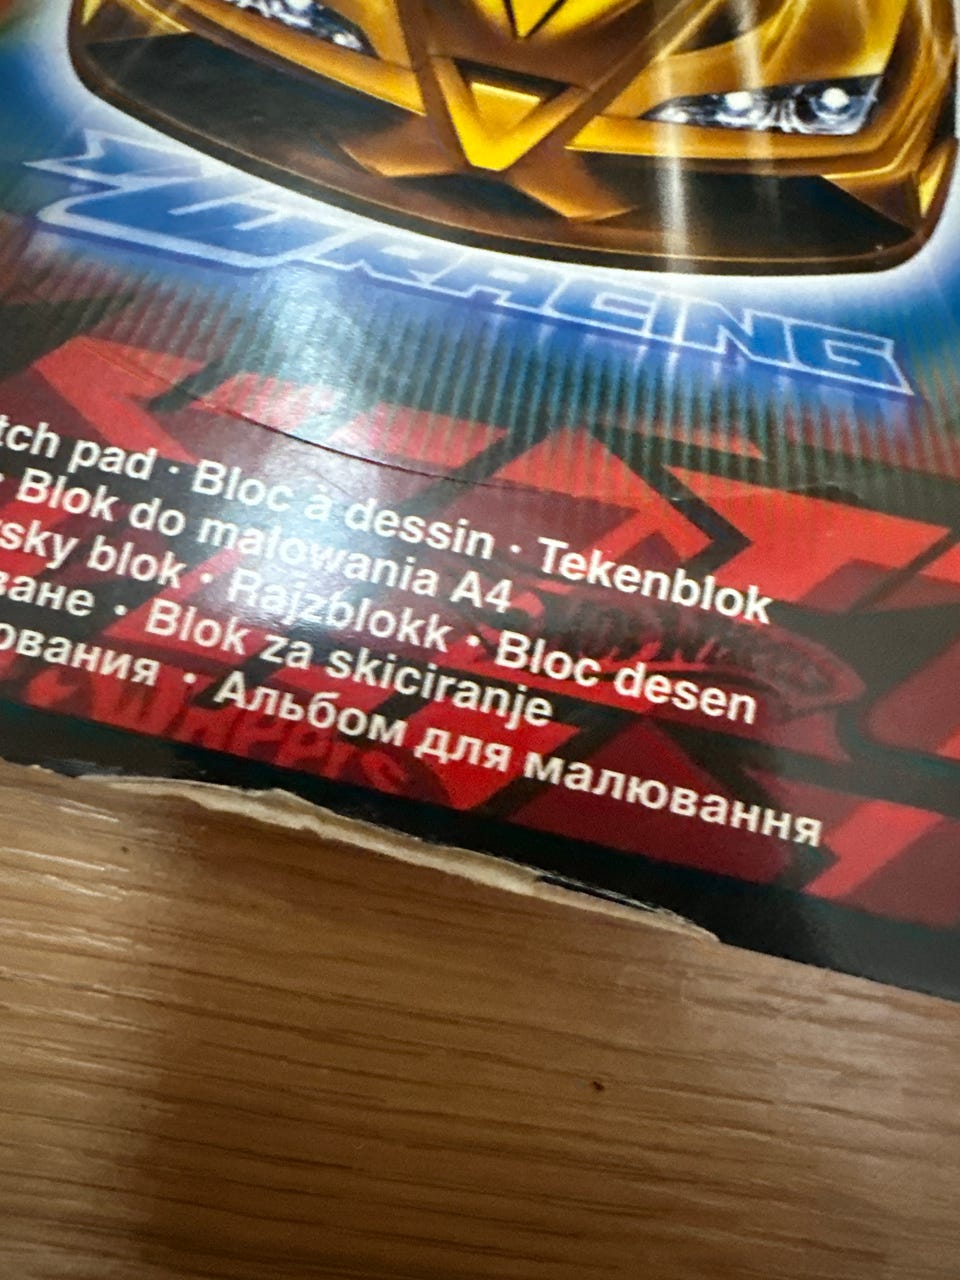 RACING
tch pad · Bloc à dessin · Tekenblok
· Blok do malowania A4
sky blok · Rajzblokk · Bloc desen
ване · Blok za skiciranje
ования · Альбом для малювання